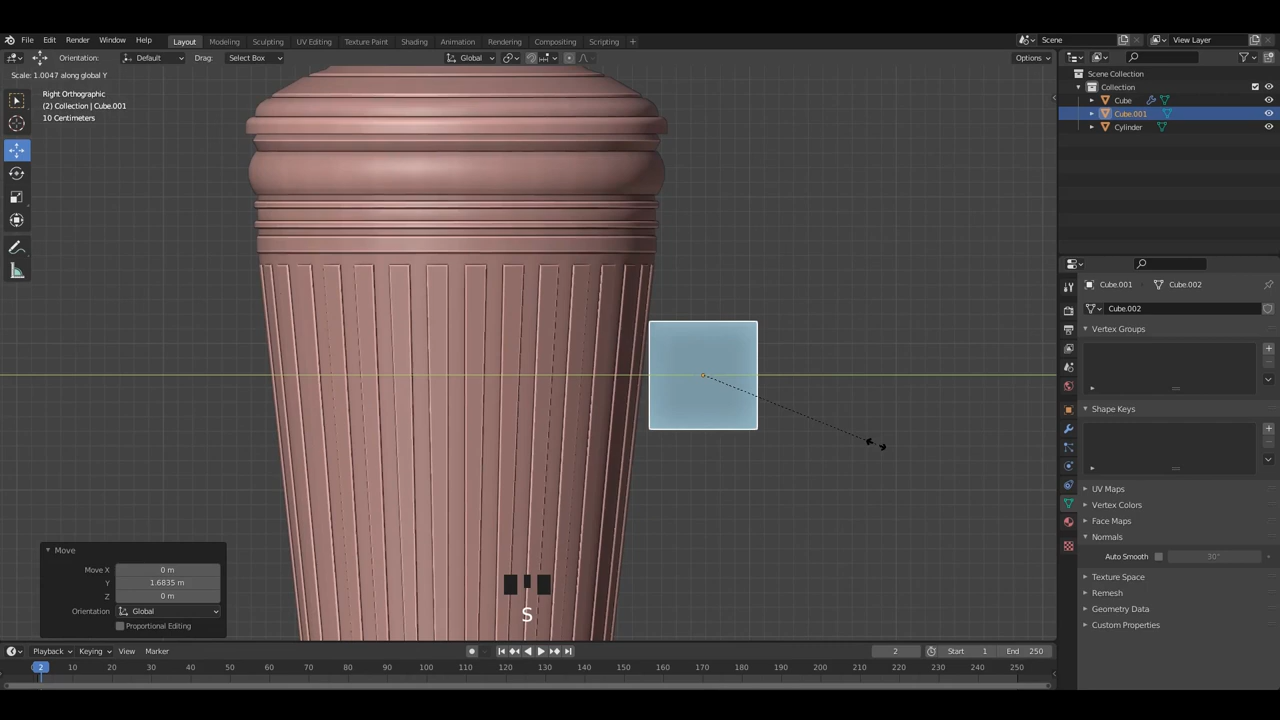 File Edit Render Window Help
Layout Modeling Sculpting UV Editing Texture Paint Shading Animation Rendering Compositing Scripting +
Scene
View Layer
Orientation: Default Drag: Select Box
Global
Options
Scale: 1.0047 along global Y
Right Orthographic
(2) Collection | Cube.001
10 Centimeters
Scene Collection
Collection
Cube
Cube.001
Cylinder
Cube.001 Cube.002
Cube.002
Vertex Groups
Shape Keys
UV Maps
Vertex Colors
Face Maps
Normals
Auto Smooth 30°
Texture Space
Remesh
Geometry Data
Custom Properties
Move
Move X 0 m
Y 1.6835 m
Z 0 m
Orientation Global
Proportional Editing
S
Playback Keying View Marker
2 Start 1 End 250
2 10 20 30 40 50 60 70 80 90 100 110 120 130 140 150 160 170 180 190 200 210 220 230 240 250